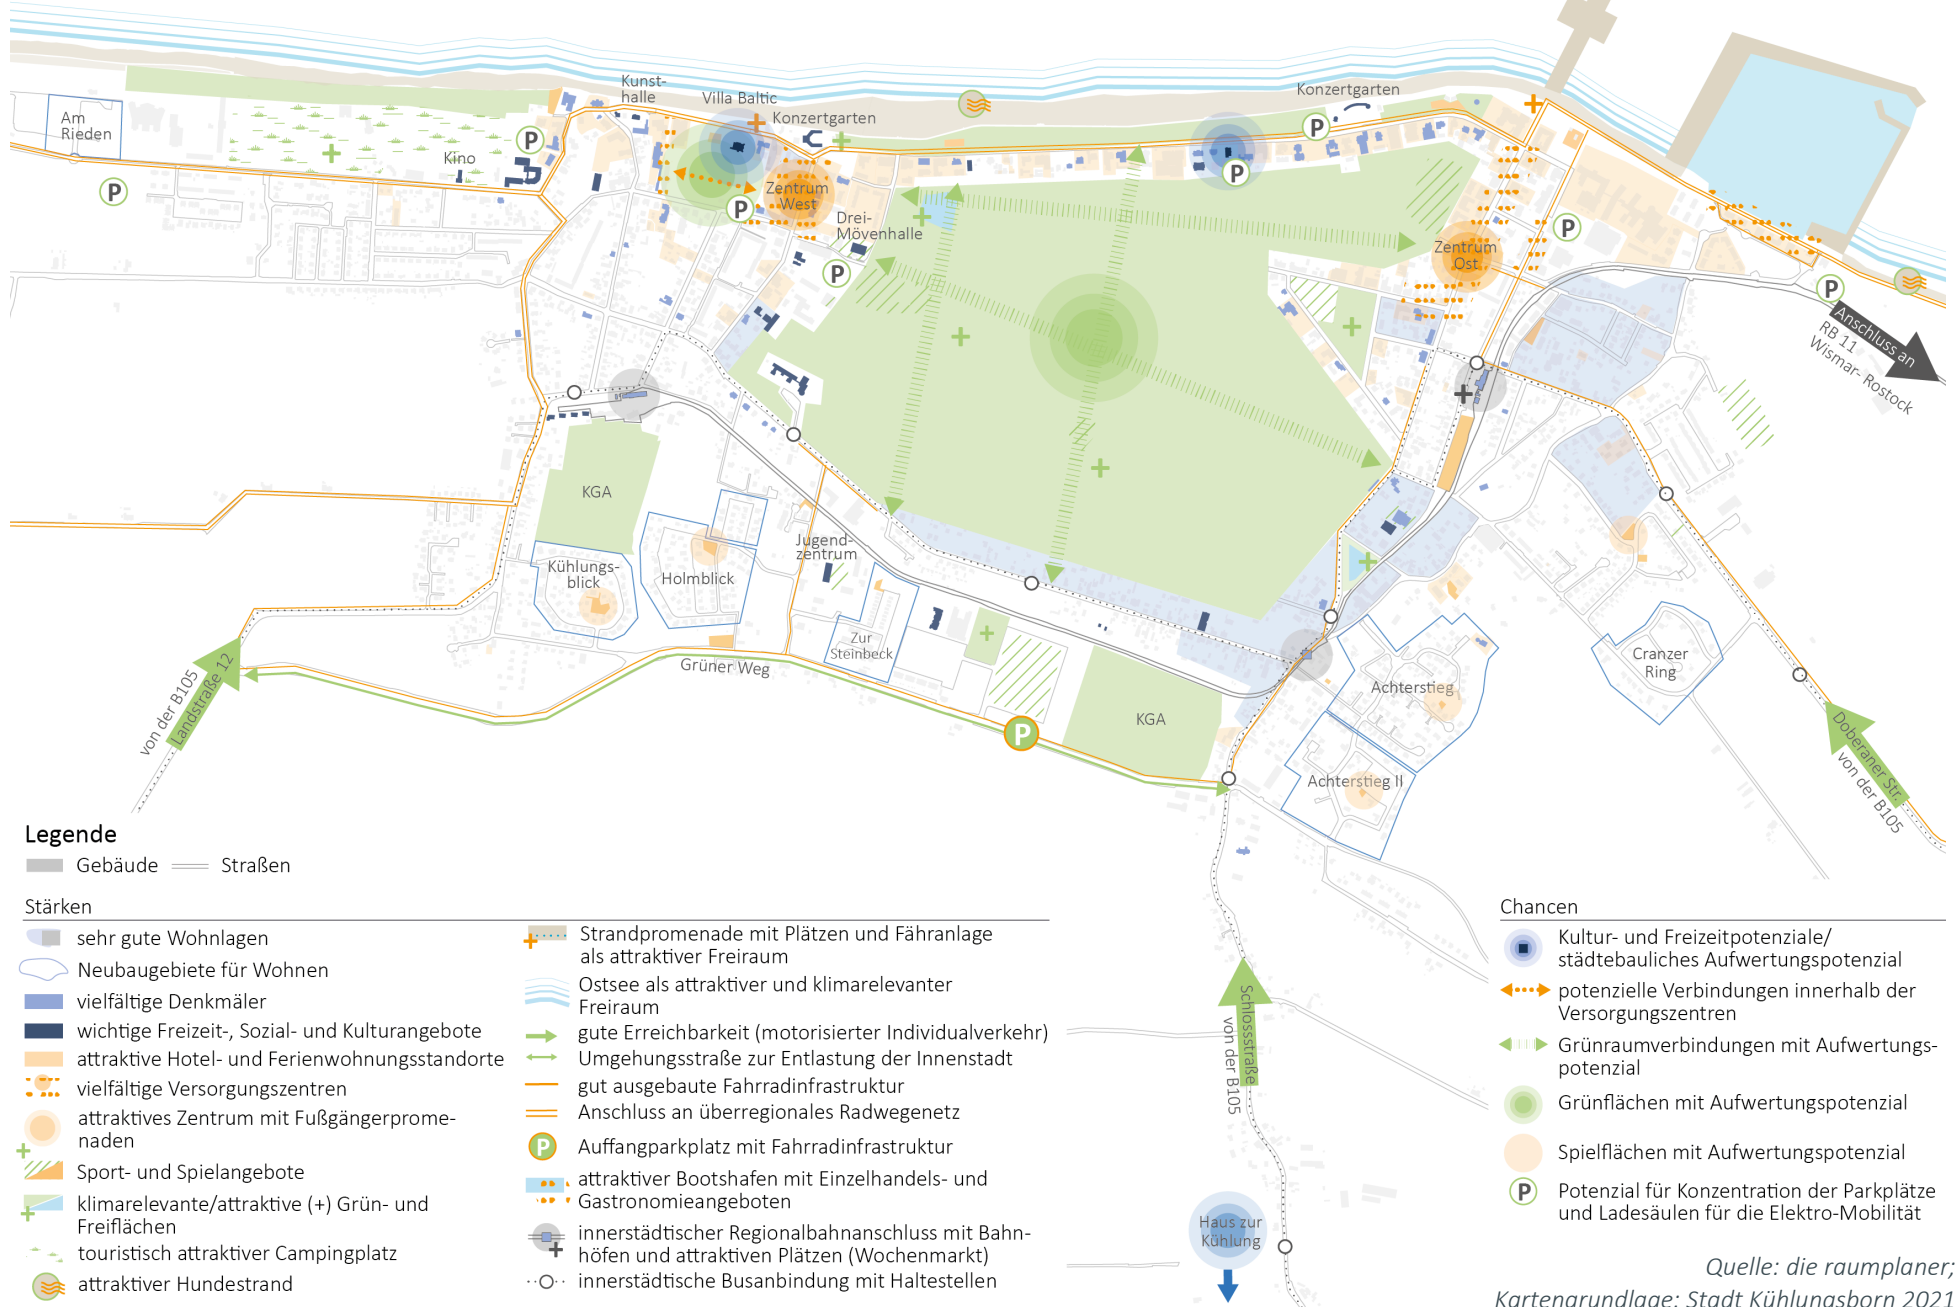 Kunst-
halle
Villa Baltic
Konzertgarten
Konzertgarten
Am
Rieden
P
Kino
P
P
P
P
Zentrum
West
Drei-
Mövenhalle
P
P
Zentrum
Ost
P
Anschluss an
RB 11
Wismar- Rostock
KGA
Jugend-
zentrum
Kühlungs-
blick
Holmblick
Zur
Steinbeck
Grüner Weg
P
KGA
Achterstieg
Achterstieg II
Cranzer
Ring
von der B105
Landstraße 12
Doberaner Str.
von der B105
Schlossstraße
von der B105
Haus zur
Kühlung
Legende
Gebäude
Straßen
Stärken
sehr gute Wohnlagen
Neubaugebiete für Wohnen
vielfältige Denkmäler
wichtige Freizeit-, Sozial- und Kulturangebote
attraktive Hotel- und Ferienwohnungsstandorte
vielfältige Versorgungszentren
attraktives Zentrum mit Fußgängerprome-
naden
Sport- und Spielangebote
klimarelevante/attraktive (+) Grün- und
Freiflächen
touristisch attraktiver Campingplatz
attraktiver Hundestrand
Strandpromenade mit Plätzen und Fähranlage
als attraktiver Freiraum
Ostsee als attraktiver und klimarelevanter
Freiraum
gute Erreichbarkeit (motorisierter Individualverkehr)
Umgehungsstraße zur Entlastung der Innenstadt
gut ausgebaute Fahrradinfrastruktur
Anschluss an überregionales Radwegenetz
P
Auffangparkplatz mit Fahrradinfrastruktur
attraktiver Bootshafen mit Einzelhandels- und
Gastronomieangeboten
innerstädtischer Regionalbahnanschluss mit Bahn-
höfen und attraktiven Plätzen (Wochenmarkt)
innerstädtische Busanbindung mit Haltestellen
Chancen
Kultur- und Freizeitpotenziale/
städtebauliches Aufwertungspotenzial
potenzielle Verbindungen innerhalb der
Versorgungszentren
Grünraumverbindungen mit Aufwertungs-
potenzial
Grünflächen mit Aufwertungspotenzial
Spielflächen mit Aufwertungspotenzial
P
Potenzial für Konzentration der Parkplätze
und Ladesäulen für die Elektro-Mobilität
Quelle: die raumplaner;
Kartengrundlage: Stadt Kühlungsborn 2021